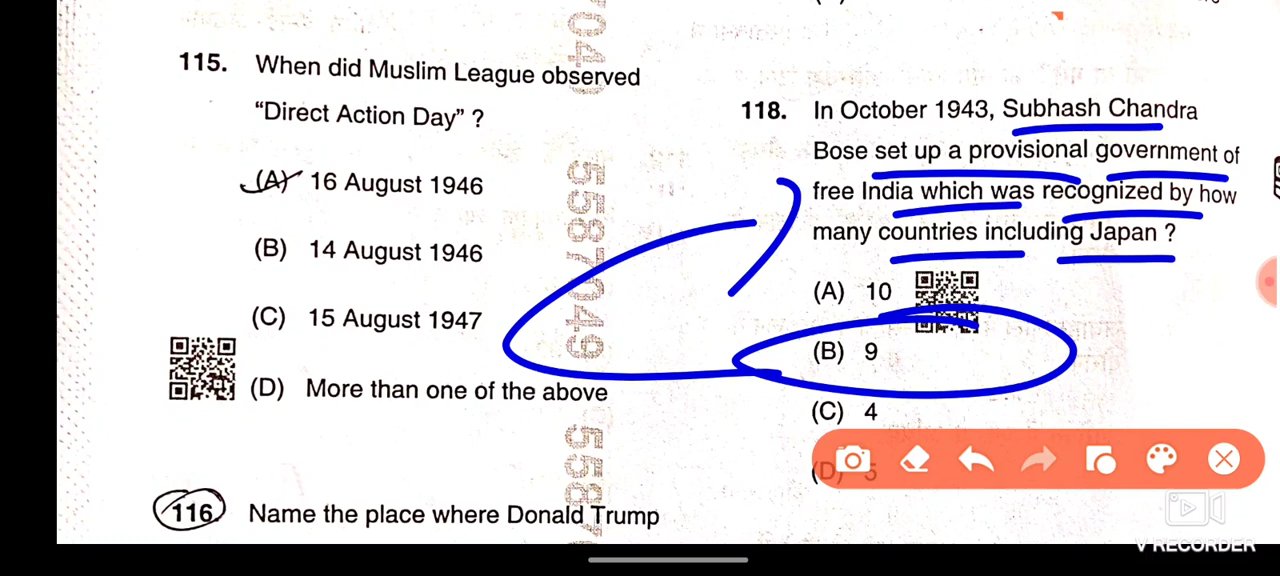 115. When did Muslim League observed
“Direct Action Day” ?
(A) 16 August 1946
(B) 14 August 1946
(C) 15 August 1947
(D) More than one of the above
116. Name the place where Donald Trump
118. In October 1943, Subhash Chandra
Bose set up a provisional government of
free India which was recognized by how
many countries including Japan ?
(A) 10
(B) 9
(C) 4
(D) 5
5587049
V RECORDER